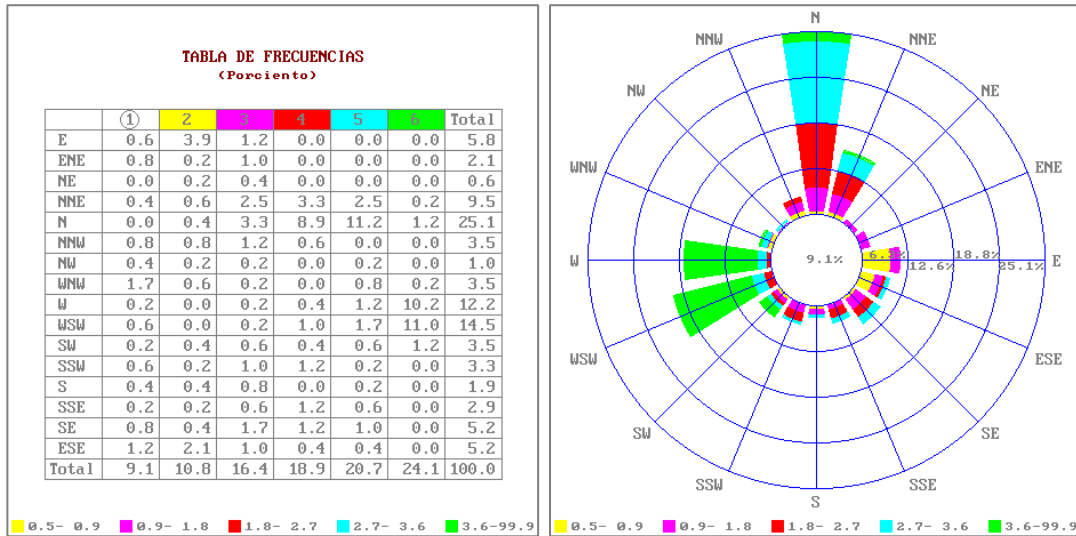 TABLA DE FRECUENCIAS
(Porciento)
1 2 3 4 5 6 Total
E 0.6 3.9 1.2 0.0 0.0 0.0 5.8
ENE 0.8 0.2 1.0 0.0 0.0 0.0 2.1
NE 0.0 0.2 0.4 0.0 0.0 0.0 0.6
NNE 0.4 0.6 2.5 3.3 2.5 0.2 9.5
N 0.0 0.4 3.3 8.9 11.2 1.2 25.1
NNW 0.8 0.8 1.2 0.6 0.0 0.0 3.5
NW 0.4 0.2 0.2 0.0 0.2 0.0 1.0
WNW 1.7 0.6 0.2 0.0 0.8 0.2 3.5
W 0.2 0.0 0.2 0.4 1.2 10.2 12.2
WSW 0.6 0.0 0.2 1.0 1.7 11.0 14.5
SW 0.2 0.4 0.6 0.4 0.6 1.2 3.5
SSW 0.6 0.2 1.0 1.2 0.2 0.0 3.3
S 0.4 0.4 0.8 0.0 0.2 0.0 1.9
SSE 0.2 0.2 0.6 1.2 0.6 0.0 2.9
SE 0.8 0.4 1.7 1.2 1.0 0.0 5.2
ESE 1.2 2.1 1.0 0.4 0.4 0.0 5.2
Total 9.1 10.8 16.4 18.9 20.7 24.1 100.0
0.5- 0.9 0.9- 1.8 1.8- 2.7 2.7- 3.6 3.6-99.9
N
NNW NNE
NW NE
WNW ENE
W 9.1% 12.6% 18.8% 25.1% E
WSW ESE
SW SE
SSW SSE
S
0.5- 0.9 0.9- 1.8 1.8- 2.7 2.7- 3.6 3.6-99.9